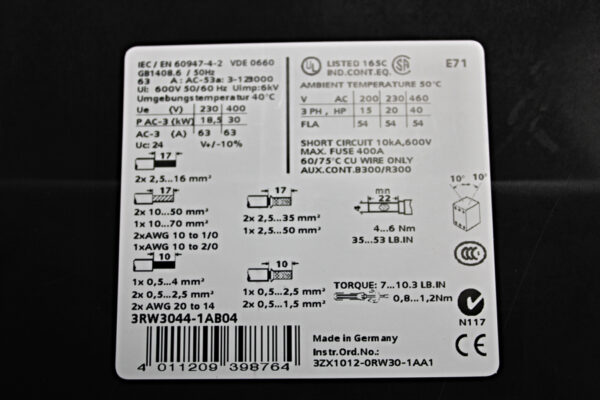 IEC / EN 60947-4-2 VDE 0660
GB1408.6 / 50Hz
63 A : AC-53a: 3-12:
Ui: 600V 50/60 Hz Uimp:6kV
Umgebungstemperatur 40°C
Ue (V) 230 400
P AC-3 (kW) 18,5 30
AC-3 (A) 63 63
Uc: 24 V+/-10%
17
2x 2,5...16 mm²
17
2x 10...50 mm²
1x 10...70 mm²
2xAWG 10 to 1/0
1xAWG 10 to 2/0
10
1x 0,5...4 mm²
2x 0,5...2,5 mm²
2x AWG 20 to 14
17
2x 2,5...35 mm²
1x 2,5...50 mm²
10
1x 0,5...2,5 mm²
2x 0,5...1,5 mm²
UL LISTED 165C SA E71
IND.CONT.EQ.
AMBIENT TEMPERATURE 50°C
V AC 200 230 460
3 PH , HP 15 20 40
FLA 54 54 54
SHORT CIRCUIT 10kA,600V
MAX. FUSE 400A
60/75°C CU WIRE ONLY
AUX.CONT.B300/R300
min
22
4...6 Nm
35...53 LB.IN
10° 10°
CCC
TORQUE: 7...10.3 LB.IN
0,8...1,2Nm
N117
3RW3044-1AB04
4 011209 398764
Made in Germany
Instr.Ord.No.:
3ZX1012-0RW30-1AA1
CE